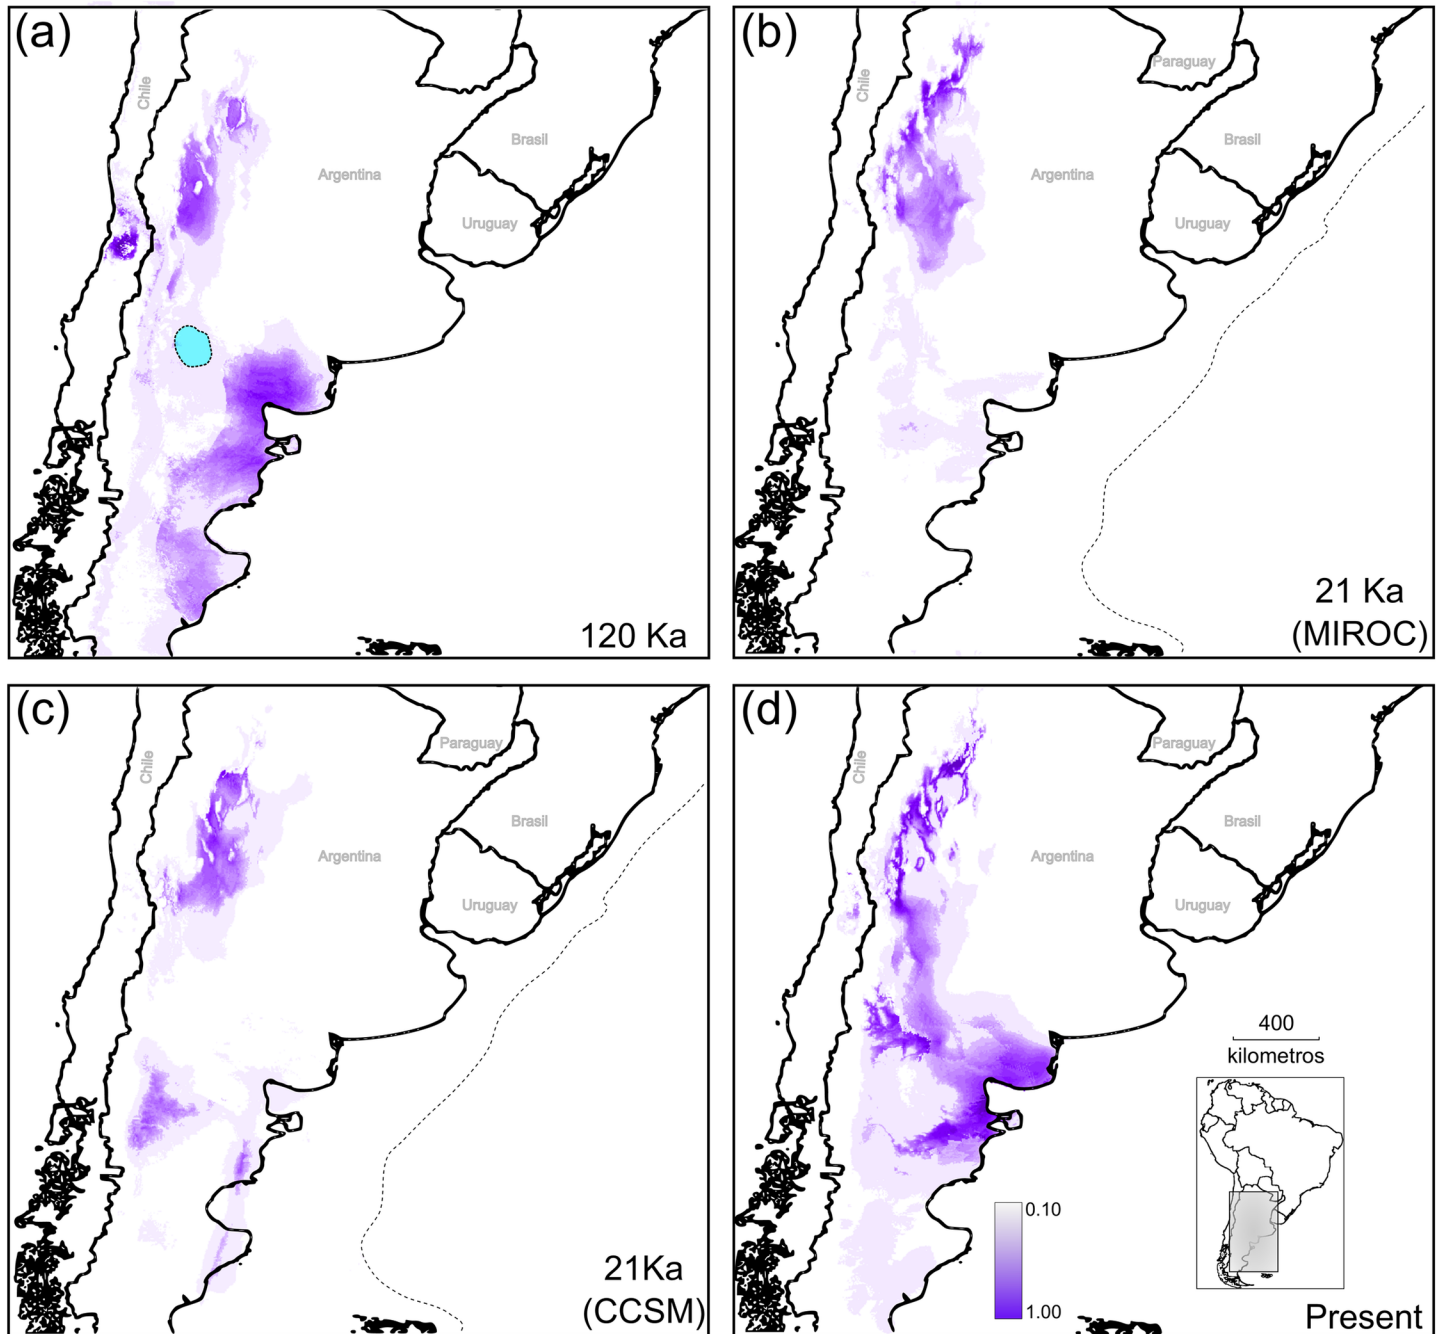 (a)
Chile
Argentina
Brasil
Uruguay
120 Ka
(b)
Chile
Paraguay
Brasil
Argentina
Uruguay
21 Ka
(MIROC)
(c)
Chile
Paraguay
Brasil
Argentina
Uruguay
21Ka
(CCSM)
(d)
Chile
Paraguay
Brasil
Argentina
Uruguay
400
kilometros
0.10
1.00
Present